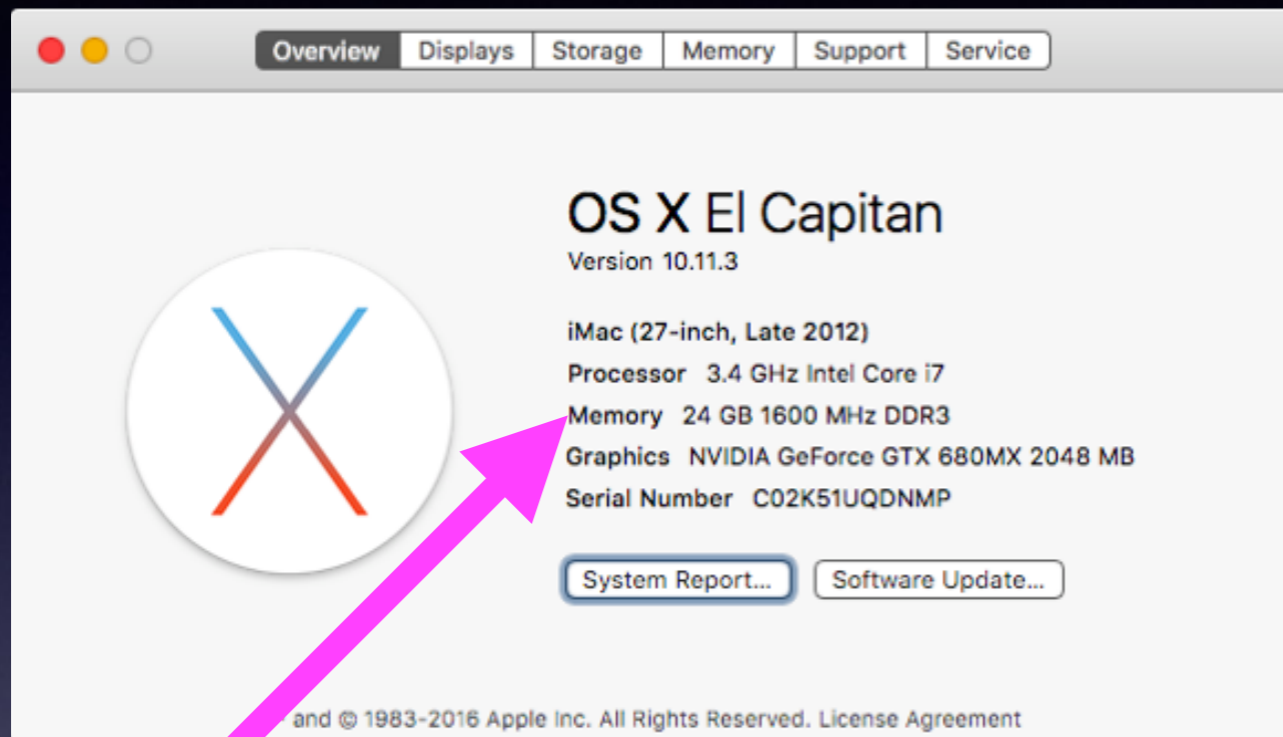 Overview Displays Storage Memory Support Service
OS X El Capitan
Version 10.11.3
iMac (27-inch, Late 2012)
Processor 3.4 GHz Intel Core i7
Memory 24 GB 1600 MHz DDR3
Graphics NVIDIA GeForce GTX 680MX 2048 MB
Serial Number C02K51UQDNMP
System Report... Software Update...
and © 1983-2016 Apple Inc. All Rights Reserved. License Agreement